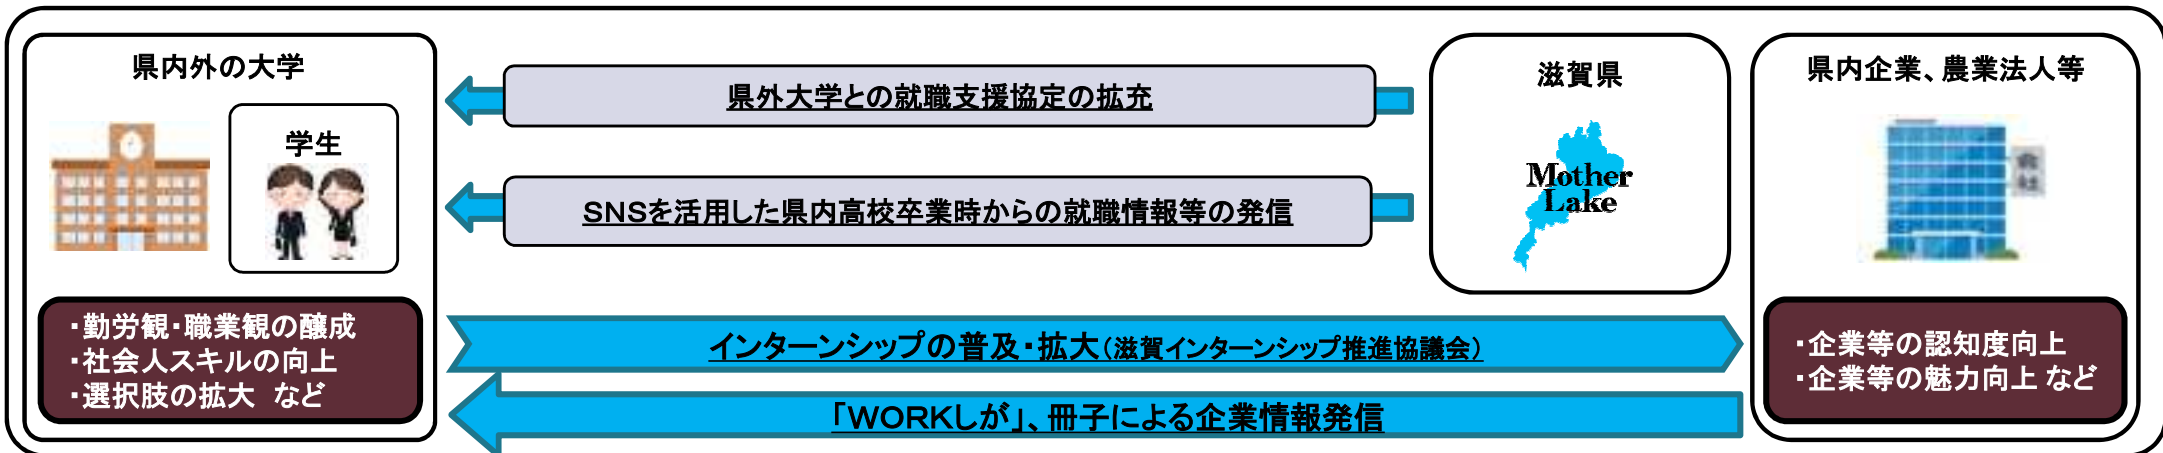 県内外の大学
学生
・勤労観・職業観の醸成
・社会人スキルの向上
・選択肢の拡大 など
県外大学との就職支援協定の拡充
SNSを活用した県内高校卒業時からの就職情報等の発信
滋賀県
Mother
Lake
県内企業、農業法人等
会社
・企業等の認知度向上
・企業等の魅力向上 など
インターンシップの普及・拡大（滋賀インターンシップ推進協議会）
「WORKしが」、冊子による企業情報発信